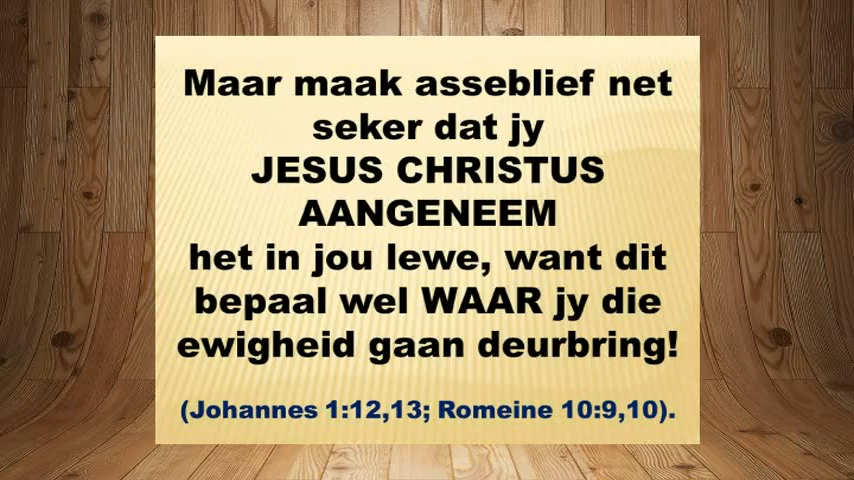 Maar maak asseblief net
seker dat jy
JESUS CHRISTUS
AANGENEEM
het in jou lewe, want dit
bepaal wel WAAR jy die
ewigheid gaan deurbring!
(Johannes 1:12,13; Romeine 10:9,10).